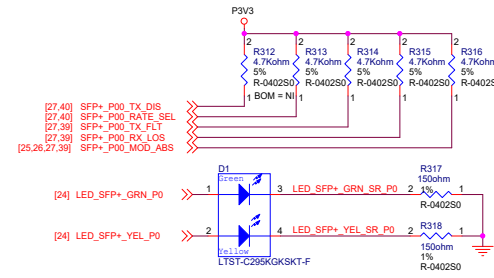 P3V3
2 2 2 2 2
R312 R313 R314 R315 R316
4.7Kohm 4.7Kohm 4.7Kohm 4.7Kohm 4.7Kohm
5% 5% 5% 5% 5%
R-0402S0 R-0402S0 R-0402S0 R-0402S0 R-0402S0
1 BOM = NI 1 1 1 1
[27,40] SFP+_P00_TX_DIS
[27,40] SFP+_P00_RATE_SEL
[27,39] SFP+_P00_TX_FLT
[27,39] SFP+_P00_RX_LOS
[25,26,27,39] SFP+_P00_MOD_ABS
D1
Green
R317
150ohm
[24] LED_SFP+_GRN_P0 1 3 LED_SFP+_GRN_SR_P0 2 1% 1
R-0402S0
R318
[24] LED_SFP+_YEL_P0 2 4 LED_SFP+_YEL_SR_P0 2 1
Yellow
150ohm
LTST-C295KGKSKT-F
1%
R-0402S0